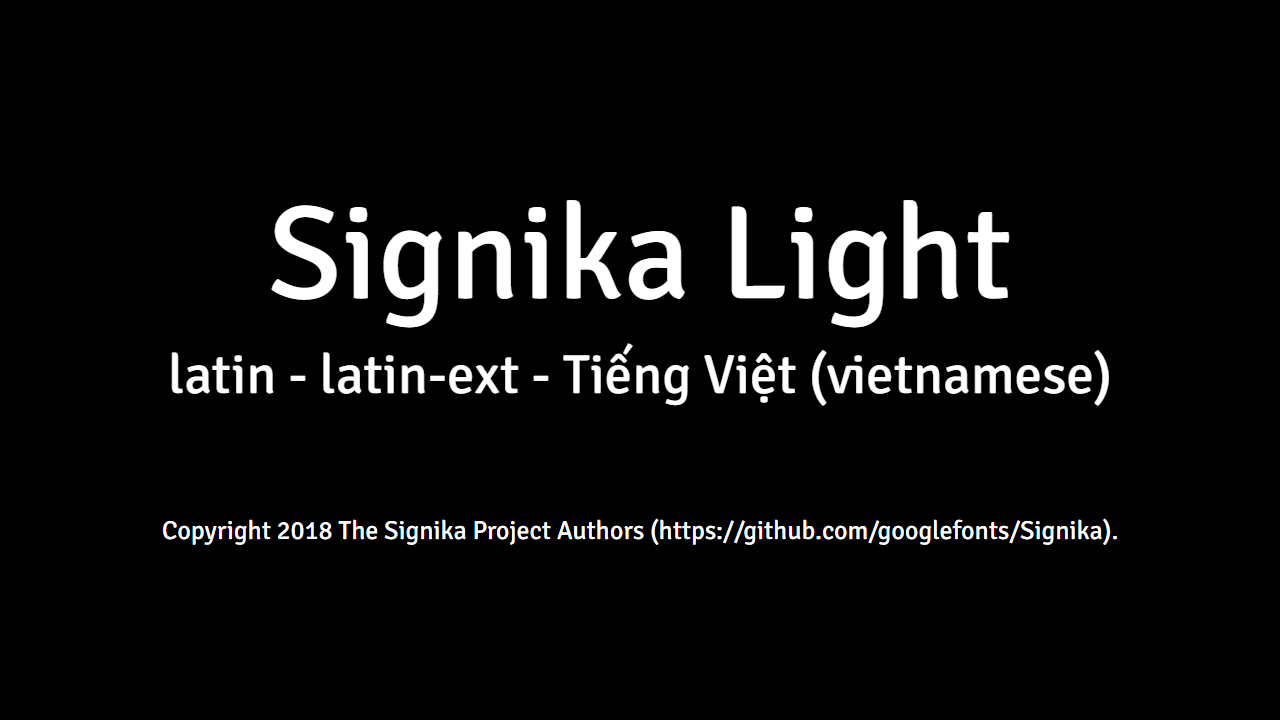 Signika Light
latin - latin-ext - Tiếng Việt (vietnamese)
Copyright 2018 The Signika Project Authors (https://github.com/googlefonts/Signika).